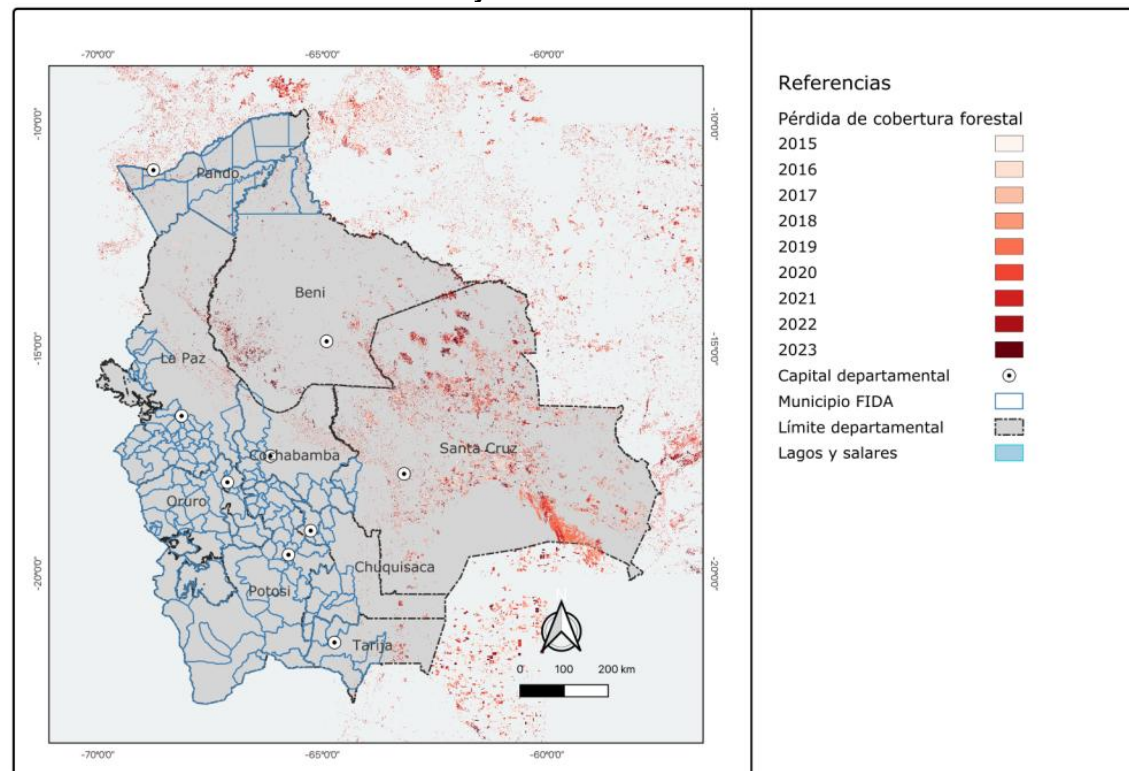 -70°0'0"
-65°0'0"
-60°0'0"
-10°0'0"
-10°0'0"
Pando
Beni
-15°0'0"
-15°0'0"
La Paz
Santa Cruz
Cochabamba
Oruro
-20°0'0"
-20°0'0"
Chuquisaca
Potosi
Tarija
N
0 100 200 km
-70°0'0"
-65°0'0"
-60°0'0"
Referencias
Pérdida de cobertura forestal
2015
2016
2017
2018
2019
2020
2021
2022
2023
Capital departamental
Municipio FIDA
Límite departamental
Lagos y salares